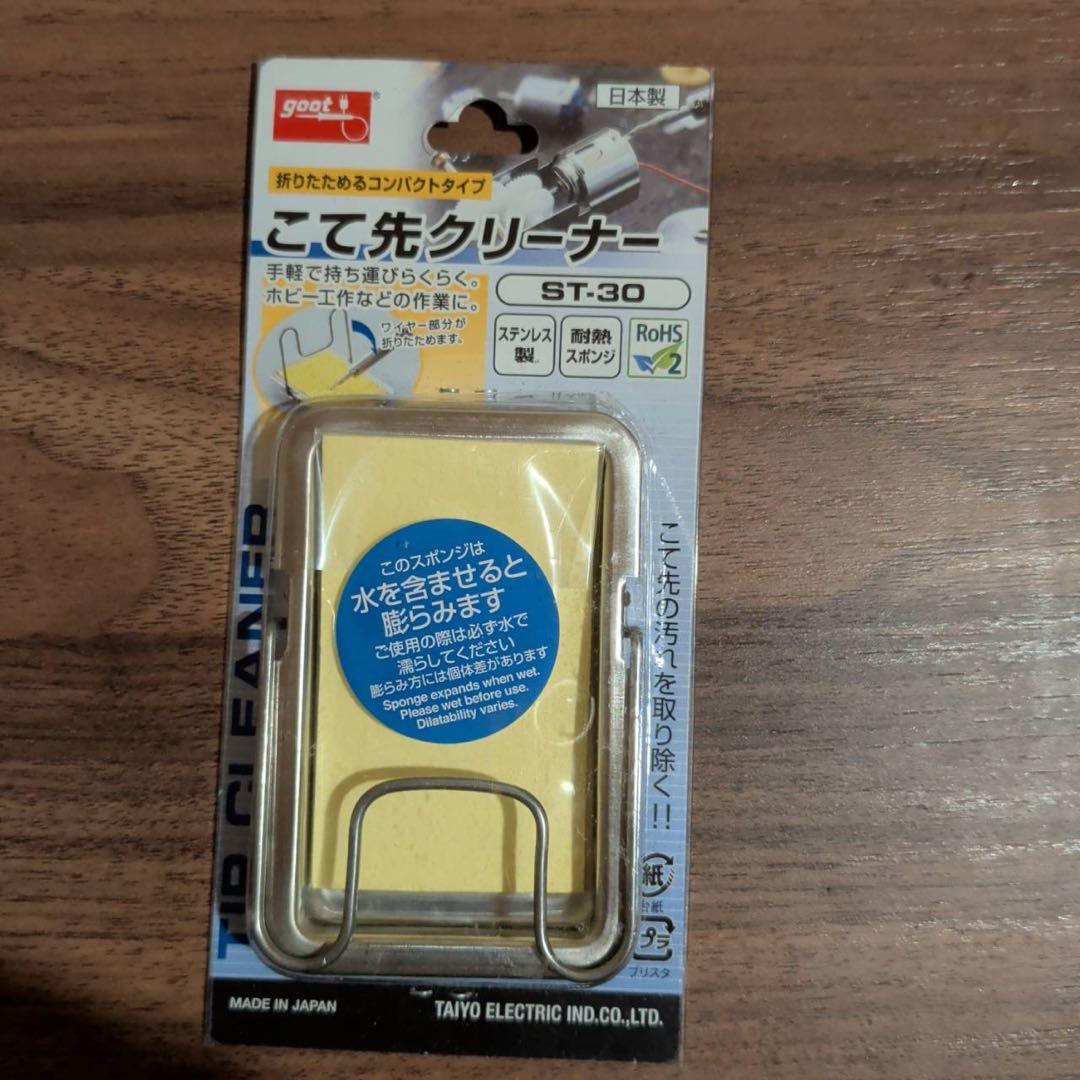 goot
®
日本製
折りたためるコンパクトタイプ
こて先クリーナー
手軽で持ち運びらくらく。
ホビー工作などの作業に。
ST-30
ワイヤー部分が
折りたためます。
ステンレス
製
耐熱
スポンジ
RoHS
2
TIP CLEANER
このスポンジは
水を含ませると
膨らみます
ご使用の際は必ず水で
濡らしてください
膨らみ方には個体差があります
Sponge expands when wet.
Please wet before use.
Dilatability varies.
こて先の汚れを取り除く!!
紙
台紙
プラ
ブリスタ
MADE IN JAPAN
TAIYO ELECTRIC IND.CO.,LTD.